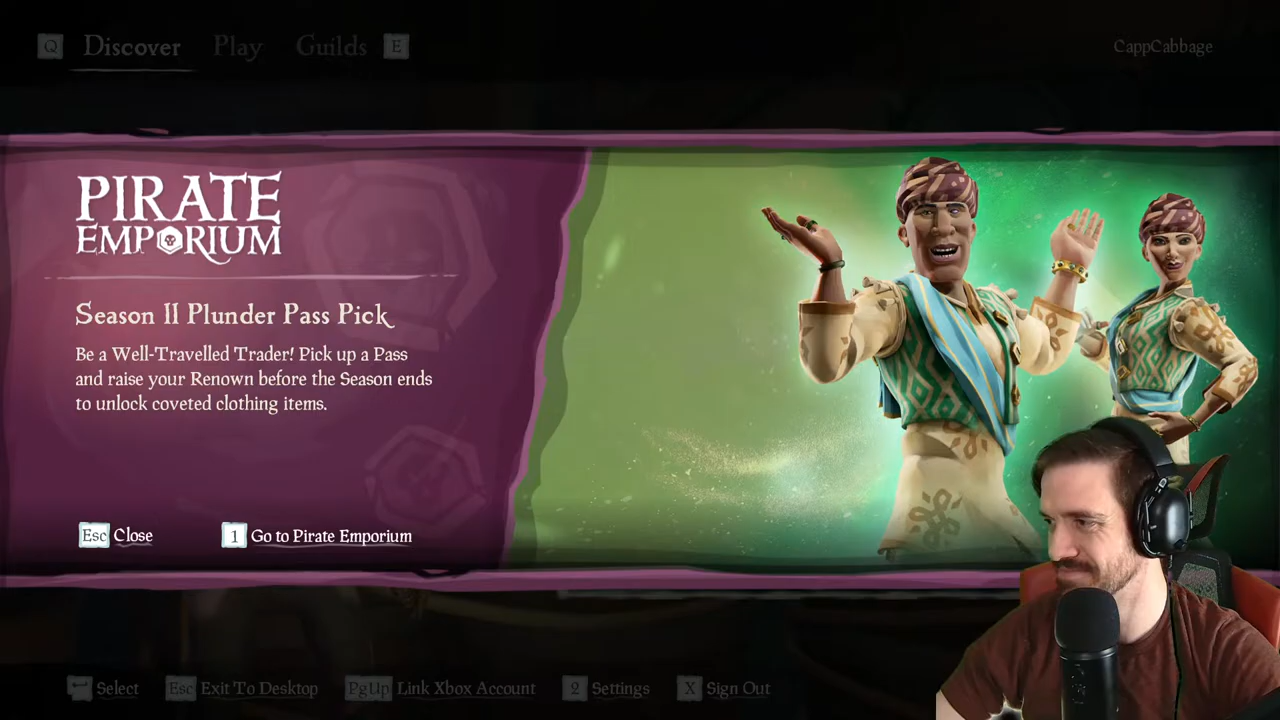 Q Discover Play Guilds E CappCabbage
PIRATE
EMPORIUM
Season 11 Plunder Pass Pick
Be a Well-Travelled Trader! Pick up a Pass
and raise your Renown before the Season ends
to unlock coveted clothing items.
Esc Close 1 Go to Pirate Emporium
Select Esc Exit To Desktop PgUp Link Xbox Account 2 Settings X Sign Out